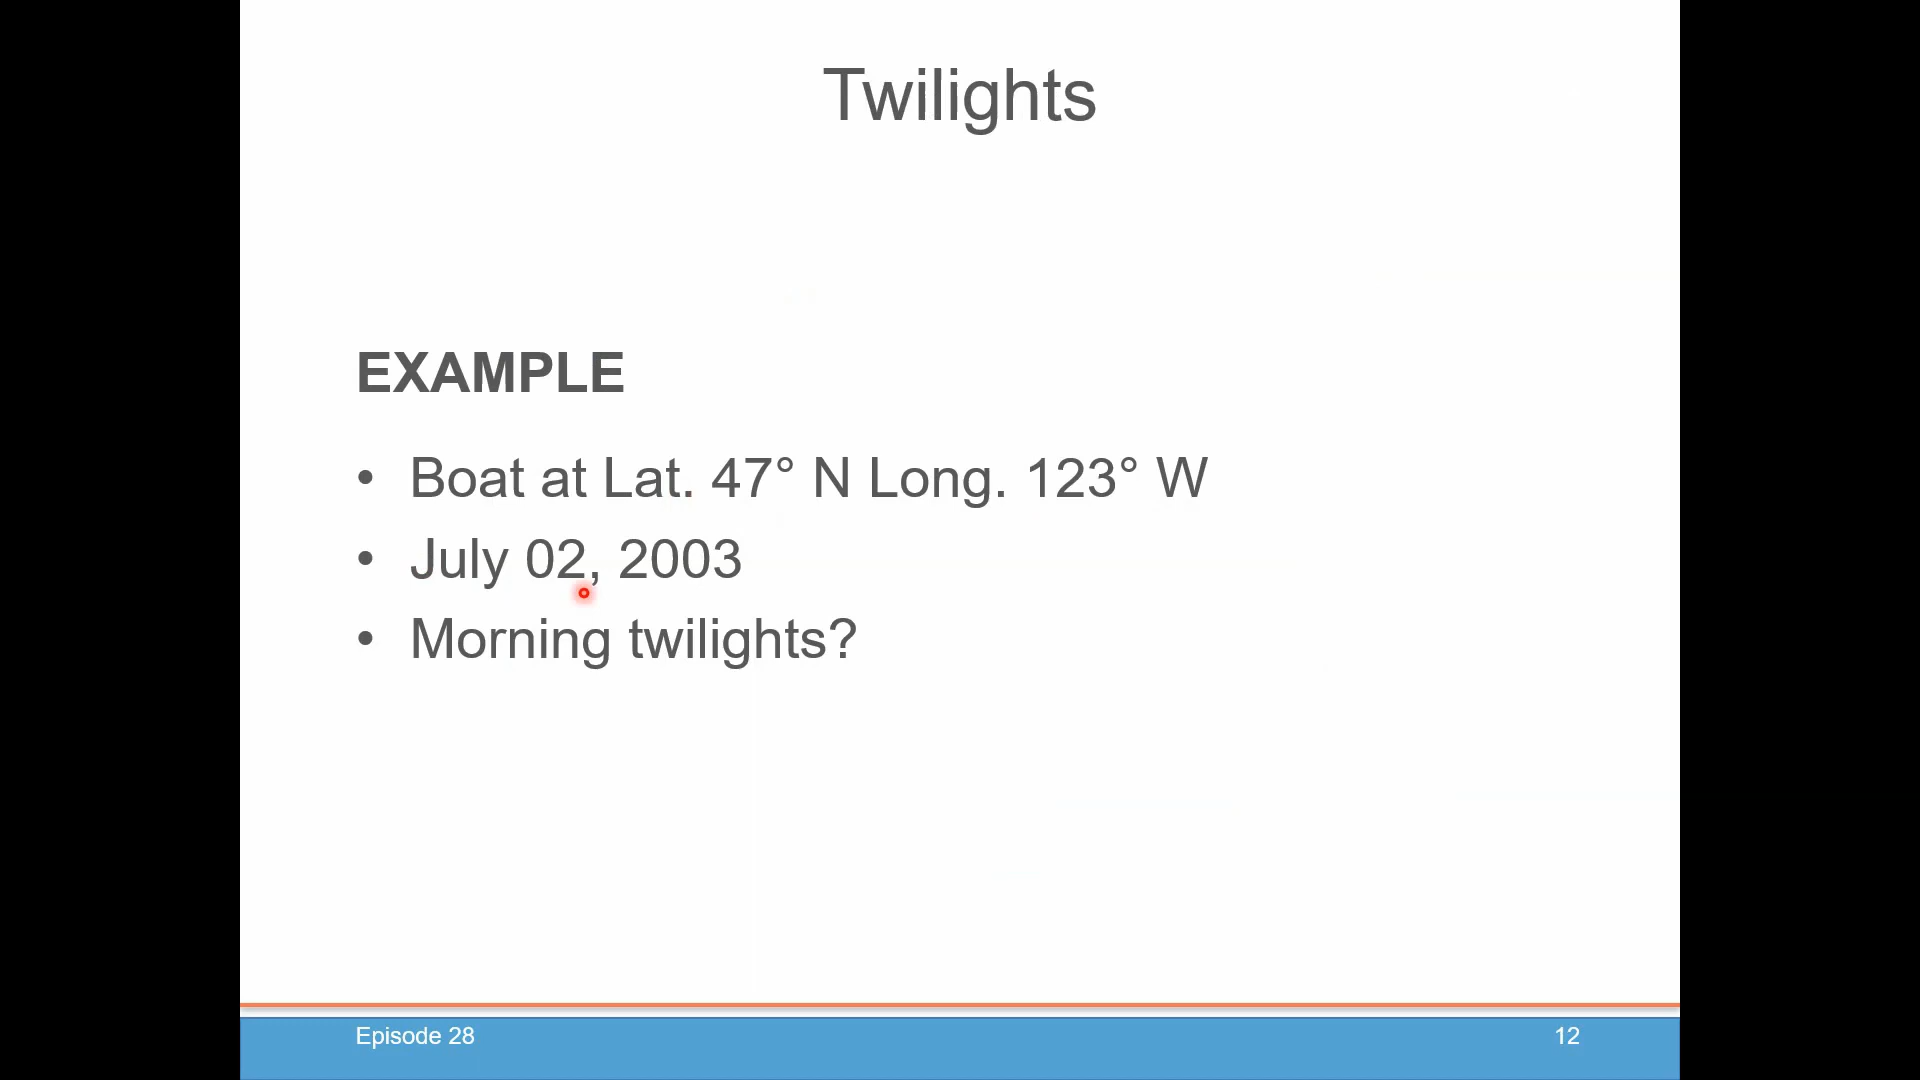 Twilights
EXAMPLE
• Boat at Lat. 47° N Long. 123° W
• July 02, 2003
• Morning twilights?
Episode 28
12